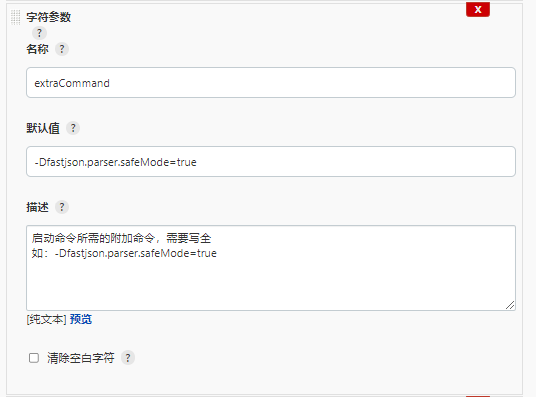 X
字符参数
?
名称 ?
extraCommand
默认值 ?
-Dfastjson.parser.safeMode=true
描述 ?
启动命令所需的附加命令，需要写全
如：-Dfastjson.parser.safeMode=true
[纯文本] 预览
清除空白字符 ?